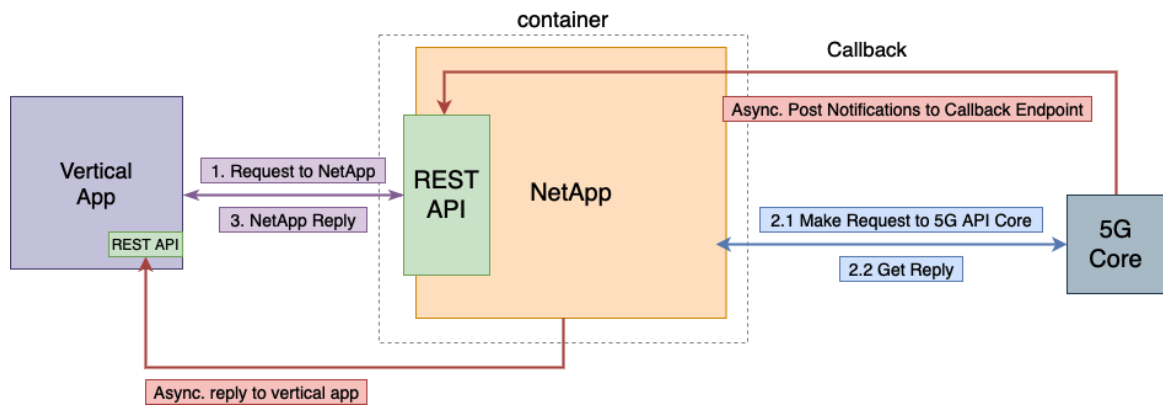 container
Callback
Async. Post Notifications to Callback Endpoint
Vertical
App
REST API
1. Request to NetApp
3. NetApp Reply
REST
API
NetApp
2.1 Make Request to 5G API Core
2.2 Get Reply
5G
Core
Async. reply to vertical app